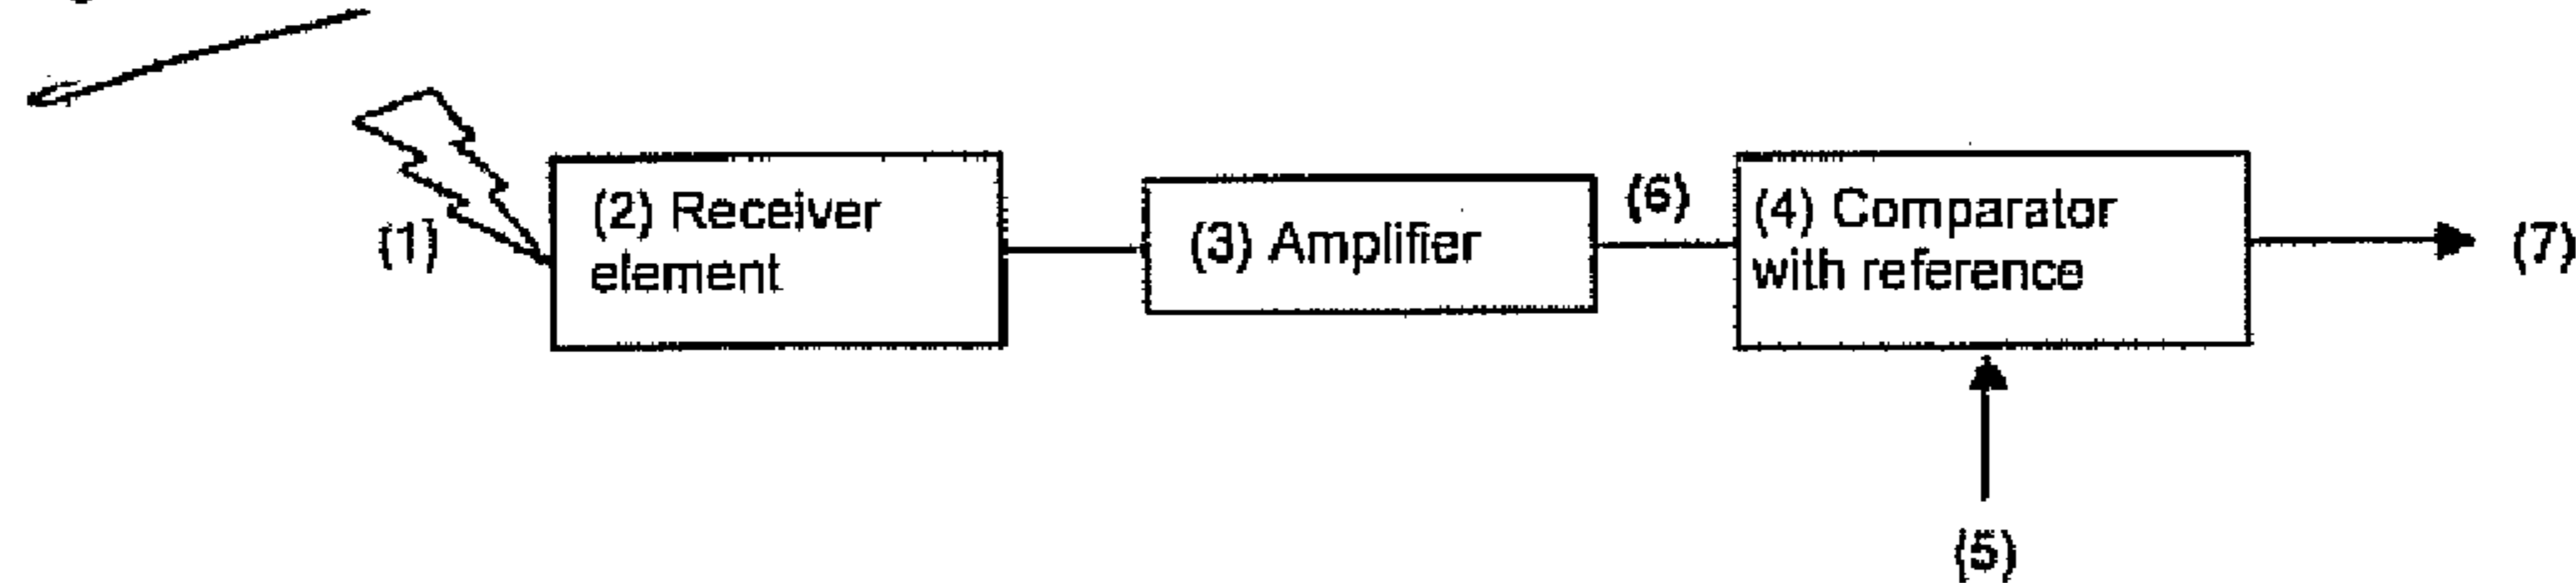 (1)
(2) Receiver
element
(3) Amplifier
(6)
(4) Comparator
with reference
(7)
(5)